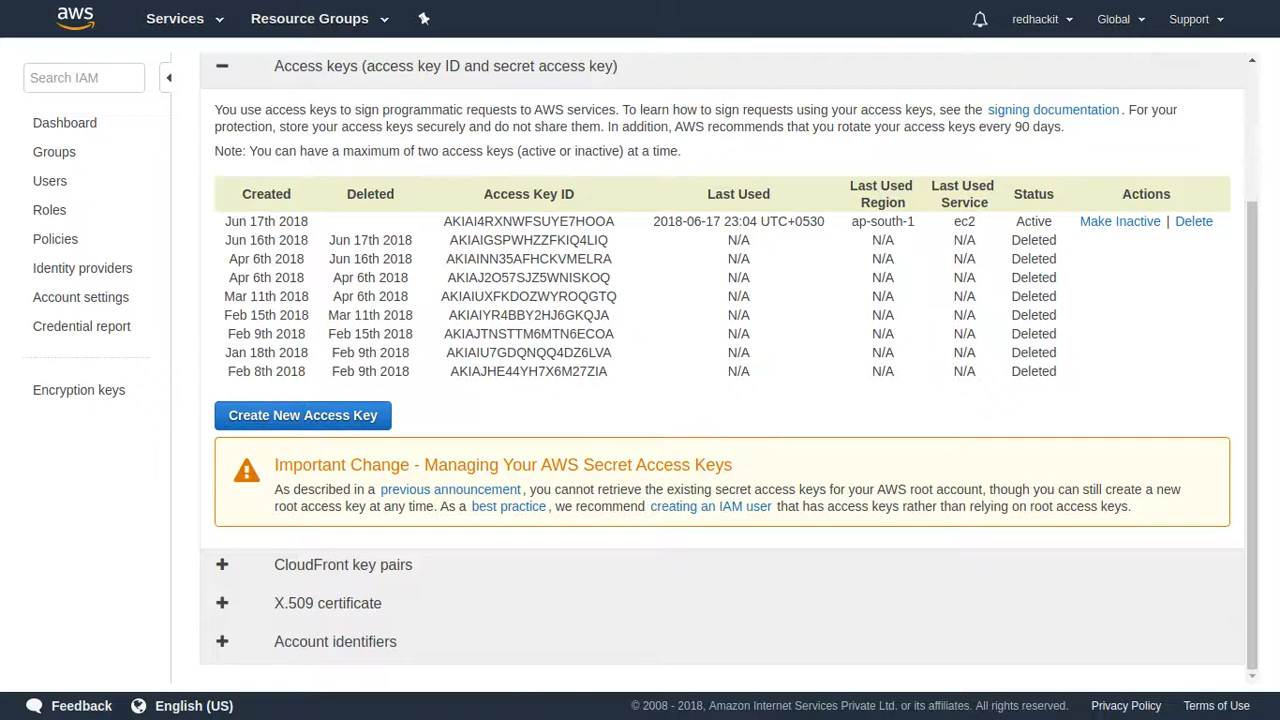 aws Services Resource Groups redhackit Global Support
Search IAM
Dashboard
Groups
Users
Roles
Policies
Identity providers
Account settings
Credential report
Encryption keys
Access keys (access key ID and secret access key)
You use access keys to sign programmatic requests to AWS services. To learn how to sign requests using your access keys, see the signing documentation. For your
protection, store your access keys securely and do not share them. In addition, AWS recommends that you rotate your access keys every 90 days.
Note: You can have a maximum of two access keys (active or inactive) at a time.
Created Deleted Access Key ID Last Used Last Used Region Last Used Service Status Actions
Jun 17th 2018 AKIAI4RXNWFSUYE7HOOA 2018-06-17 23:04 UTC+0530 ap-south-1 ec2 Active Make Inactive | Delete
Jun 16th 2018 Jun 17th 2018 AKIAIGSPWHZZFKIQ4LIQ N/A N/A N/A Deleted
Apr 6th 2018 Jun 16th 2018 AKIAINN35AFHCKVMELRA N/A N/A N/A Deleted
Apr 6th 2018 Apr 6th 2018 AKIAJ2O57SJZ5WNISKOQ N/A N/A N/A Deleted
Mar 11th 2018 Apr 6th 2018 AKIAIUXFKDOZWYROQGTQ N/A N/A N/A Deleted
Feb 15th 2018 Mar 11th 2018 AKIAIYR4BBY2HJ6GKQJA N/A N/A N/A Deleted
Feb 9th 2018 Feb 15th 2018 AKIAJTNSTTM6MTN6ECOA N/A N/A N/A Deleted
Jan 18th 2018 Feb 9th 2018 AKIAIU7GDQNQQ4DZ6LVA N/A N/A N/A Deleted
Feb 8th 2018 Feb 9th 2018 AKIAJHE44YH7X6M27ZIA N/A N/A N/A Deleted
Create New Access Key
Important Change - Managing Your AWS Secret Access Keys
As described in a previous announcement, you cannot retrieve the existing secret access keys for your AWS root account, though you can still create a new
root access key at any time. As a best practice, we recommend creating an IAM user that has access keys rather than relying on root access keys.
CloudFront key pairs
X.509 certificate
Account identifiers
Feedback English (US) © 2008 - 2018, Amazon Internet Services Private Ltd. or its affiliates. All rights reserved. Privacy Policy Terms of Use